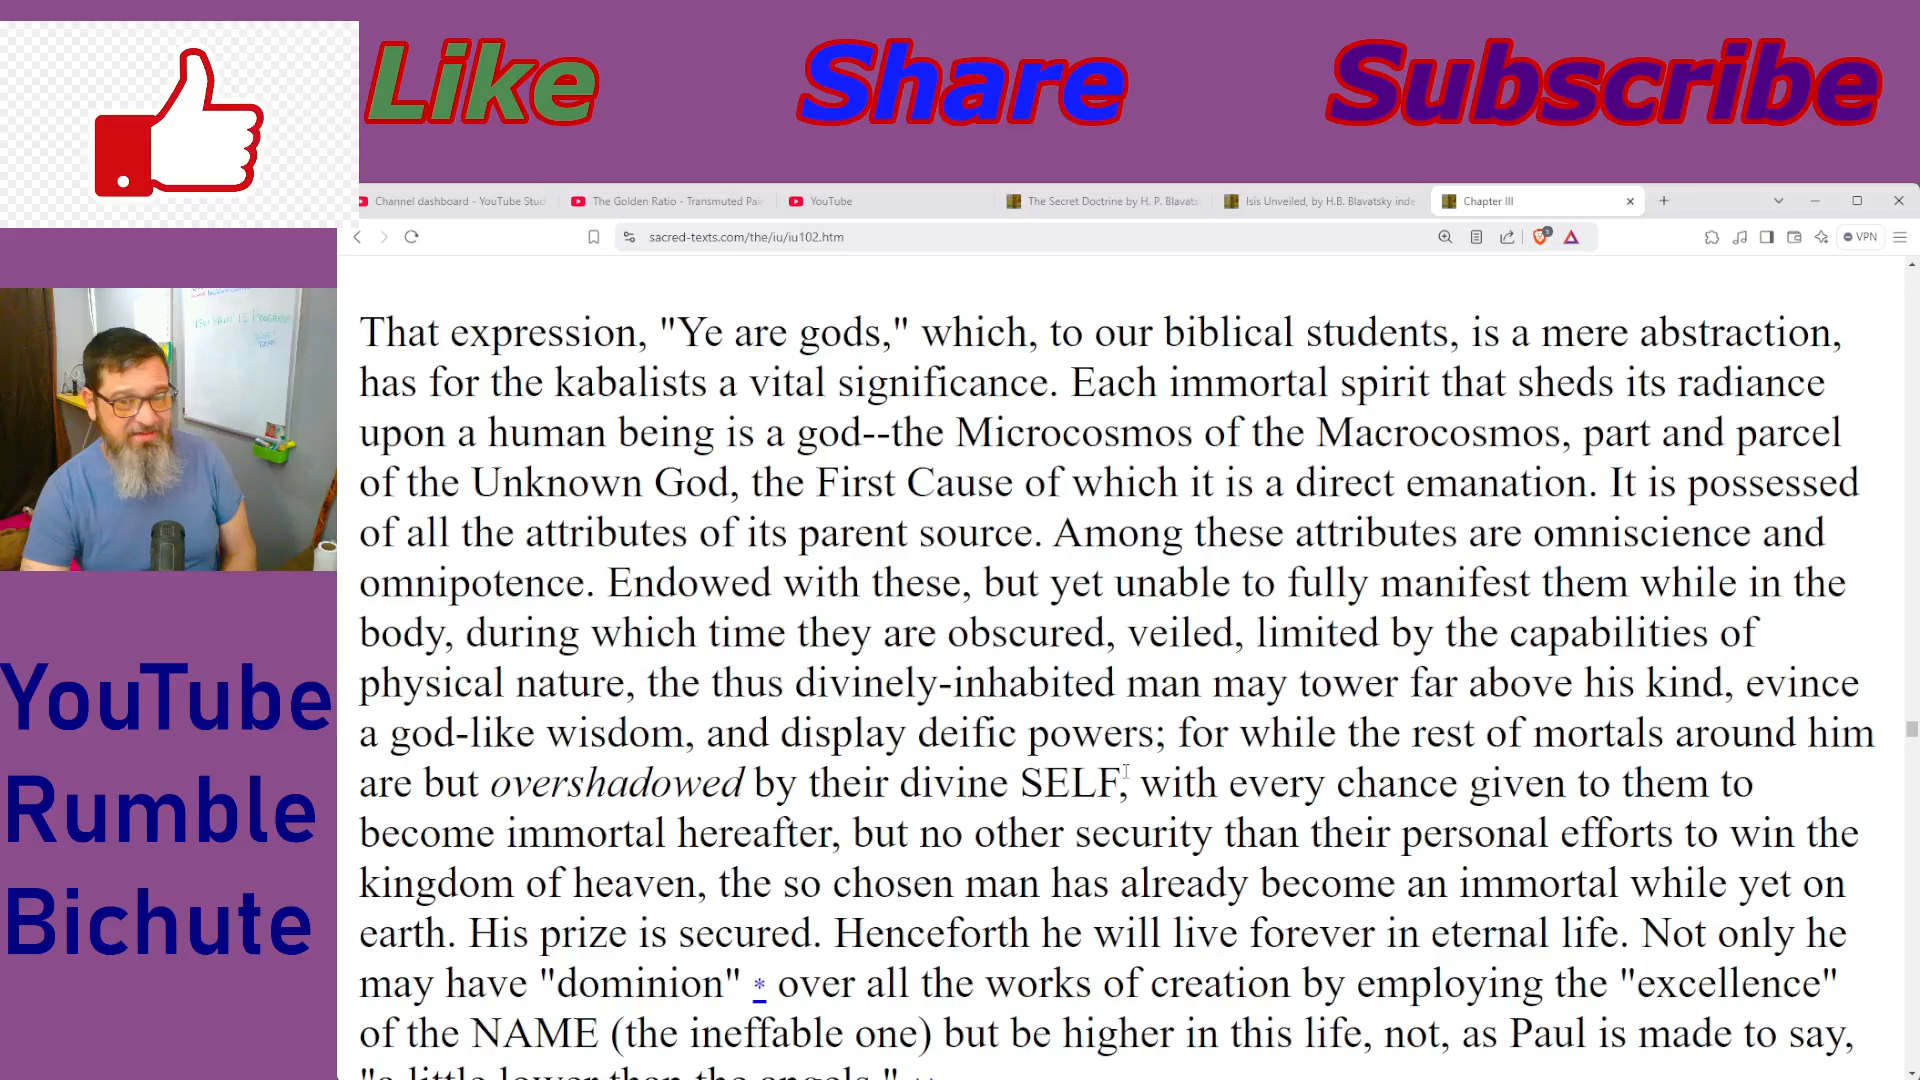 Like Share Subscribe
Channel dashboard - YouTube Stud
The Golden Ratio - Transmuted Pai
YouTube
The Secret Doctrine by H. P. Blavats
Isis Unveiled, by H.B. Blavatsky inde
Chapter III
sacred-texts.com/the/iu/iu102.htm
VPN
That expression, "Ye are gods," which, to our biblical students, is a mere abstraction,
has for the kabalists a vital significance. Each immortal spirit that sheds its radiance
upon a human being is a god--the Microcosmos of the Macrocosmos, part and parcel
of the Unknown God, the First Cause of which it is a direct emanation. It is possessed
of all the attributes of its parent source. Among these attributes are omniscience and
omnipotence. Endowed with these, but yet unable to fully manifest them while in the
body, during which time they are obscured, veiled, limited by the capabilities of
physical nature, the thus divinely-inhabited man may tower far above his kind, evince
a god-like wisdom, and display deific powers; for while the rest of mortals around him
are but overshadowed by their divine SELF, with every chance given to them to
become immortal hereafter, but no other security than their personal efforts to win the
kingdom of heaven, the so chosen man has already become an immortal while yet on
earth. His prize is secured. Henceforth he will live forever in eternal life. Not only he
may have "dominion" * over all the works of creation by employing the "excellence"
of the NAME (the ineffable one) but be higher in this life, not, as Paul is made to say,
"a little lower than the angels."
YouTube
Rumble
Bichute